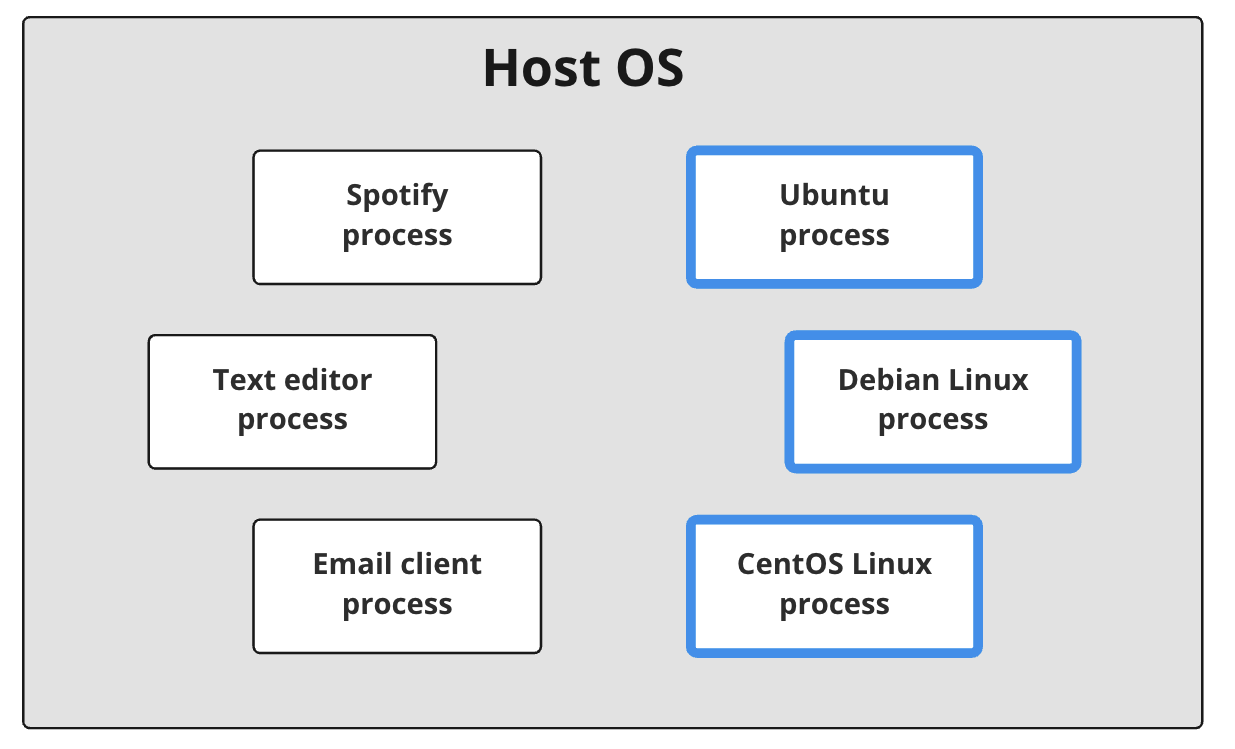 Host OS
Spotify
process
Ubuntu
process
Text editor
process
Debian Linux
process
Email client
process
CentOS Linux
process